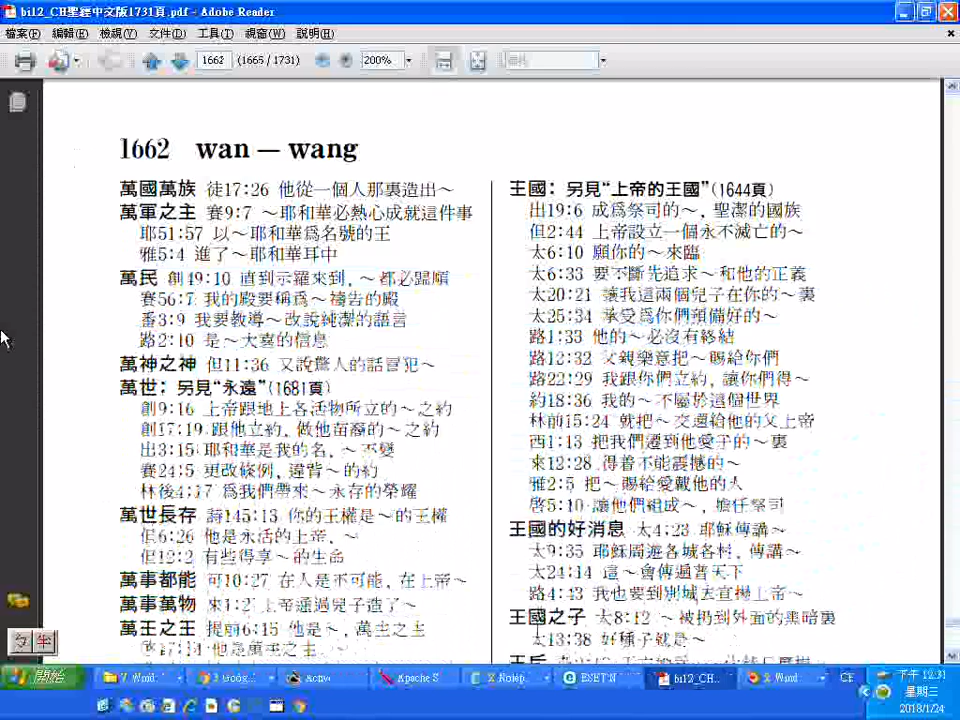 bi12_CH聖經中文版1731頁.pdf - Adobe Reader
檔案(F) 編輯(E) 檢視(V) 文件(D) 工具(T) 視窗(W) 說明(H)
1662 (1665 / 1731) 200%
1662 wan — wang
萬國萬族 徒17:26 他從一個人那裏造出～
萬軍之主 賽9:7 ～耶和華必熱心成就這件事
耶51:57 以～耶和華爲名號的王
雅5:4 進了～耶和華耳中
萬民 創49:10 直到示羅來到，～都必歸順
賽56:7 我的殿要稱爲～禱告的殿
番3:9 我要教導～改說純潔的語言
路2:10 是～大喜的信息
萬神之神 但11:36 又說驚人的話冒犯～
萬世；另見“永遠”(1681頁)
創9:16 上帝跟地上各活物所立的～之約
創17:19 跟他立約，做他苗裔的～之約
出3:15 耶和華是我的名，～不變
賽24:5 更改條例，違背～的約
林後4:17 爲我們帶來～永存的榮耀
萬世長存 詩145:13 你的王權是～的王權
但6:26 他是永活的上帝，～
但12:2 有些得享～的生命
萬事都能 可10:27 在人是不可能，在上帝～
萬事萬物 來1:2 上帝通過兒子造了～
萬王之王 提前6:15 他是～，萬主之主
啓17:14 他是萬主之主，
王國：另見“上帝的王國”(1644頁)
出19:6 成爲祭司的～，聖潔的國族
但2:44 上帝設立一個永不滅亡的～
太6:10 願你的～來臨
太6:33 要不斷先追求～和他的正義
太20:21 讓我這兩個兒子在你的～裏
太25:34 承受爲你們預備好的～
路1:33 他的～必沒有終結
路12:32 父親樂意把～賜給你們
路22:29 我跟你們立約，讓你們得～
約18:36 我的～不屬於這個世界
林前15:24 就把～交還給他的父上帝
西1:13 把我們遷到他愛子的～裏
來12:28 得着不能震撼的～
雅2:5 把～賜給愛戴他的人
啓5:10 讓他們組成～，擔任祭司
王國的好消息 太4:23 耶穌傳講～
太9:35 耶穌周遊各城各村，傳講～
太24:14 這～會傳遍普天下
路4:43 我也要到別城去宣揚上帝～
王國之子 太8:12 ～被扔到外面的黑暗裏
太13:38 好種子就是～
王后
ㄅ 半
開始 7 Wind.. 3 Goog.. Active Apache S 2 Notep.. ESET N bi12_CH.. 2 Wind CH
下午 12:31
星期三
2018/1/24